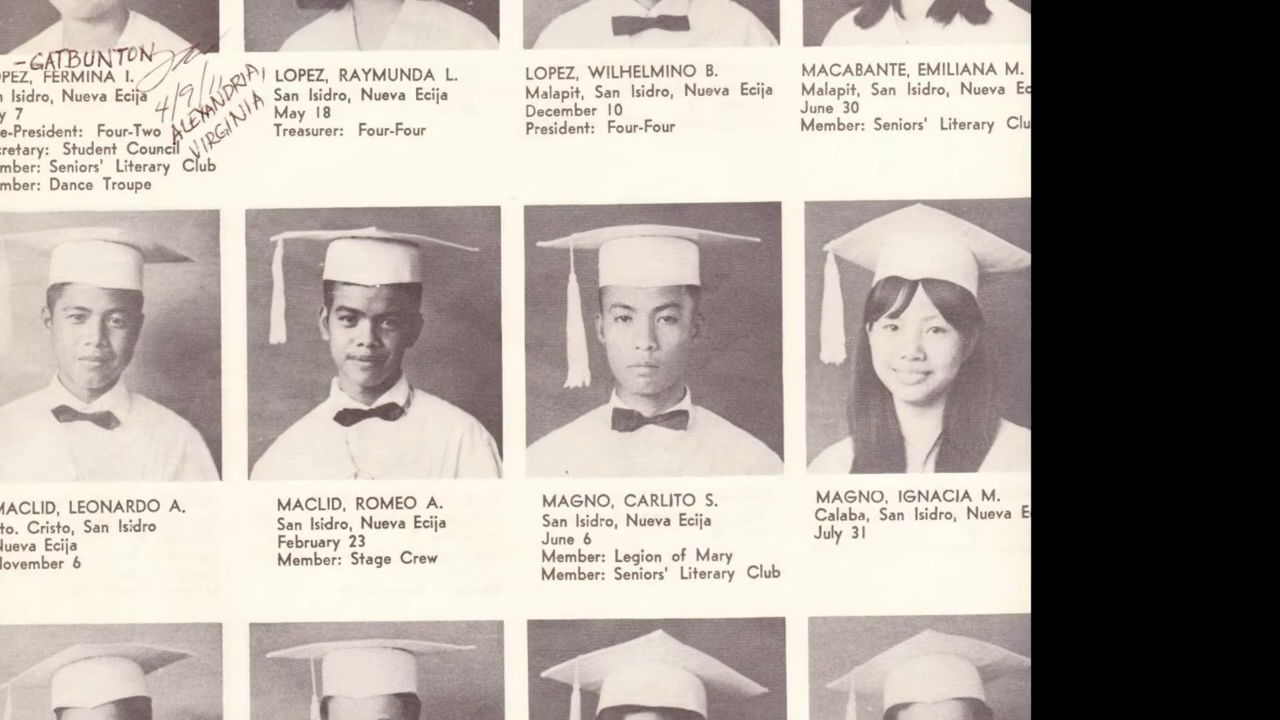 -GATBUNTON
4/9/11
ALEXANDRIA,
VIRGINIA
OPEZ, FERMINA I.
n Isidro, Nueva Ecija
y 7
e-President: Four-Two
cretary: Student Council
mber: Seniors' Literary Club
mber: Dance Troupe
LOPEZ, RAYMUNDA L.
San Isidro, Nueva Ecija
May 18
Treasurer: Four-Four
LOPEZ, WILHELMINO B.
Malapit, San Isidro, Nueva Ecija
December 10
President: Four-Four
MACABANTE, EMILIANA M.
Malapit, San Isidro, Nueva Ec
June 30
Member: Seniors' Literary Clu
MACLID, LEONARDO A.
to. Cristo, San Isidro
Nueva Ecija
November 6
MACLID, ROMEO A.
San Isidro, Nueva Ecija
February 23
Member: Stage Crew
MAGNO, CARLITO S.
San Isidro, Nueva Ecija
June 6
Member: Legion of Mary
Member: Seniors' Literary Club
MAGNO, IGNACIA M.
Calaba, San Isidro, Nueva E
July 31